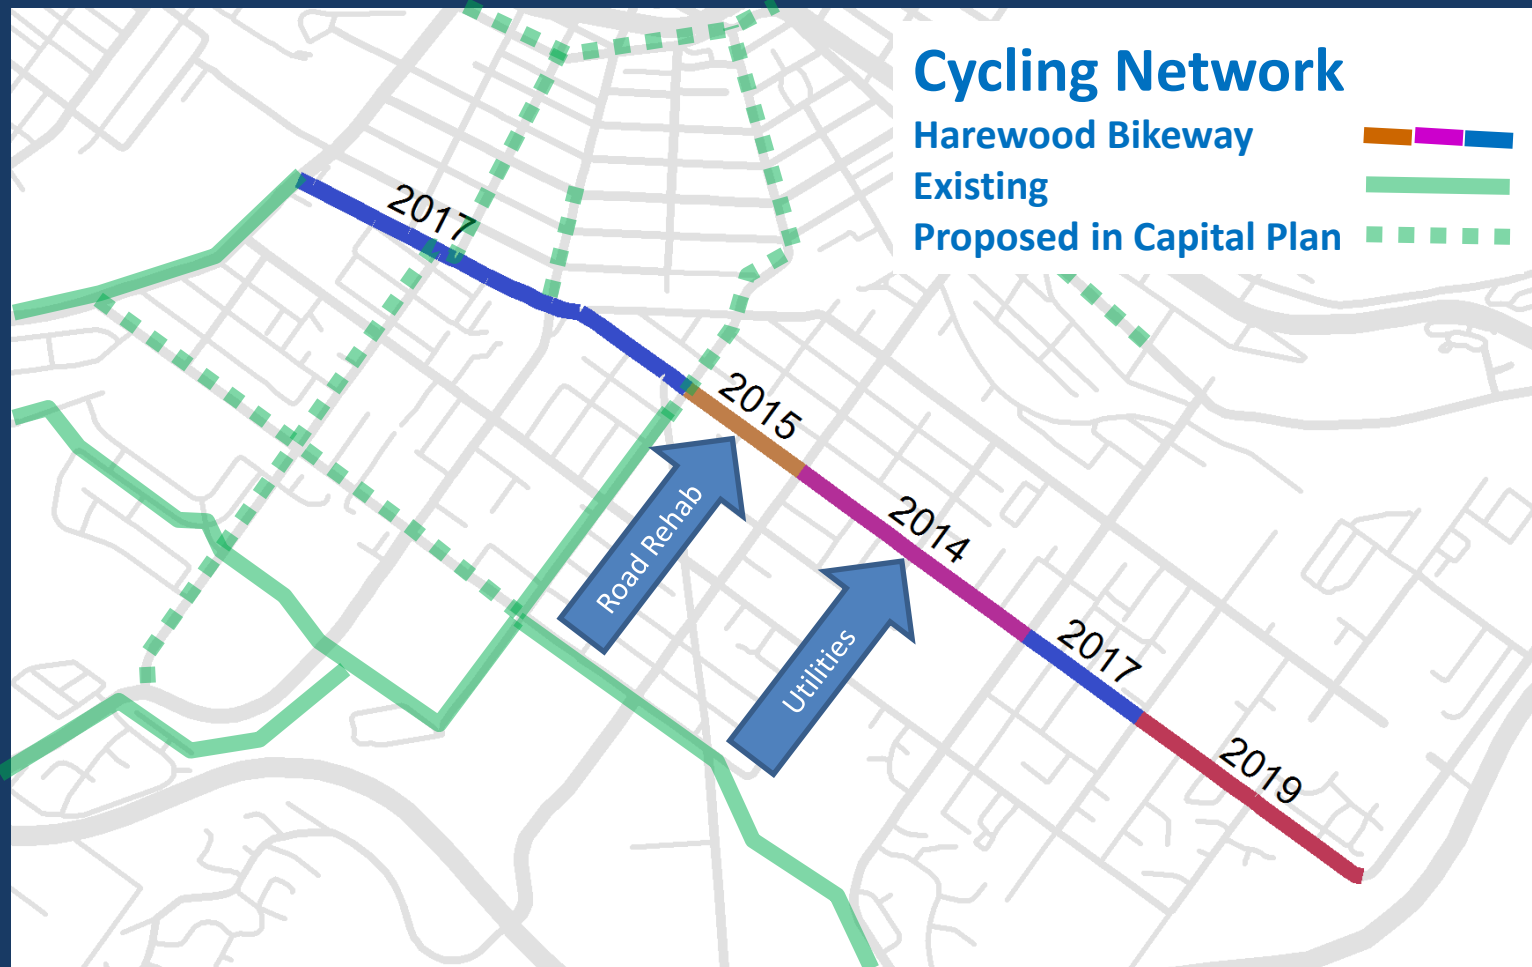 Cycling Network
Harewood Bikeway
Existing
Proposed in Capital Plan
2017
2015
2014
2017
2019
Road Rehab
Utilities